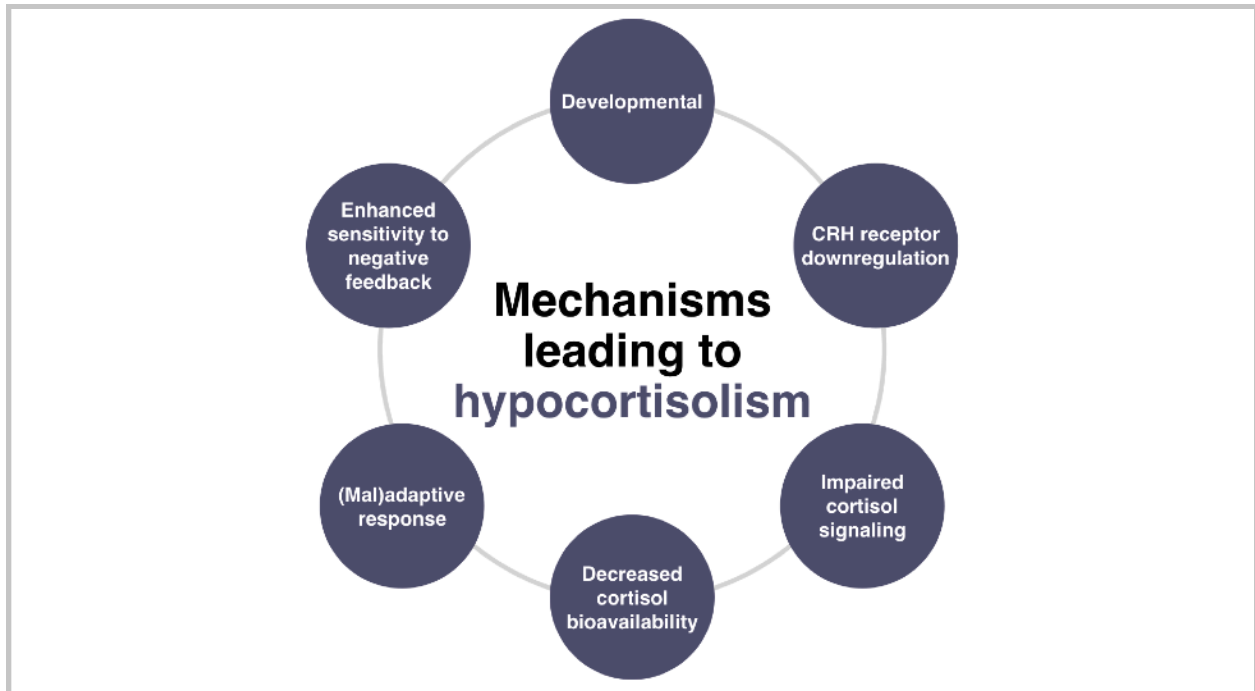 Developmental
Enhanced
sensitivity to
negative
feedback
CRH receptor
downregulation
Mechanisms
leading to
hypocortisolism
(Mal)adaptive
response
Impaired
cortisol
signaling
Decreased
cortisol
bioavailability